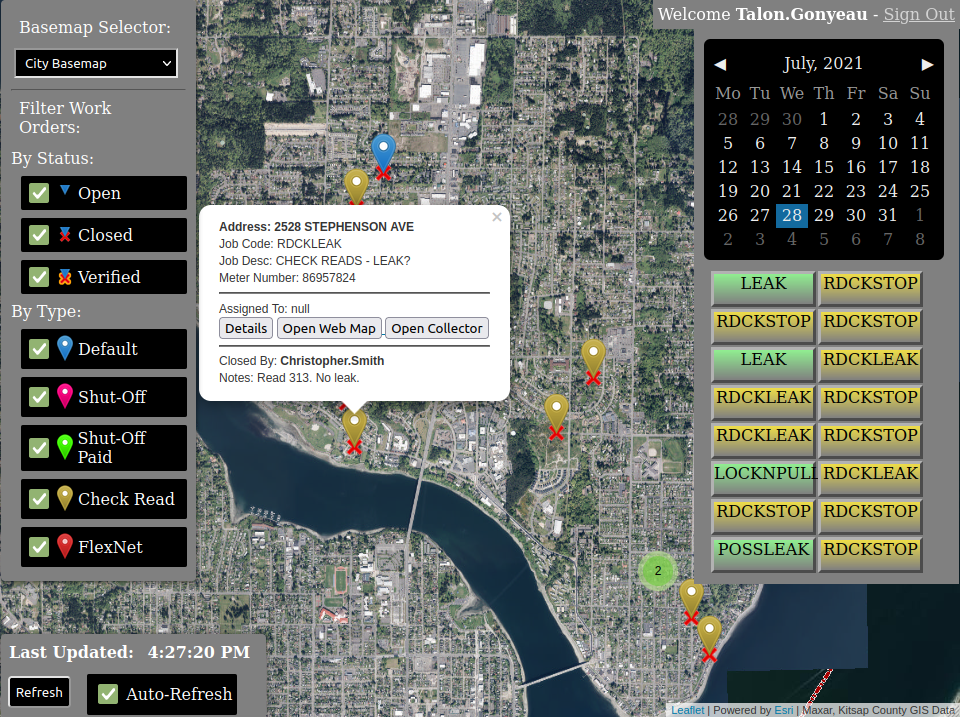 Basemap Selector:
City Basemap
Filter Work
Orders:
By Status:
Open
Closed
Verified
By Type:
Default
Shut-Off
Shut-Off
Paid
Check Read
FlexNet
Last Updated: 4:27:20 PM
Refresh
Auto-Refresh
×
Address: 2528 STEPHENSON AVE
Job Code: RDCKLEAK
Job Desc: CHECK READS - LEAK?
Meter Number: 86957824
Assigned To: null
Details Open Web Map Open Collector
Closed By: Christopher.Smith
Notes: Read 313. No leak.
2
Welcome Talon.Gonyeau - Sign Out
◀ July, 2021 ▶
Mo Tu We Th Fr Sa Su
28 29 30 1 2 3 4
5 6 7 8 9 10 11
12 13 14 15 16 17 18
19 20 21 22 23 24 25
26 27 28 29 30 31 1
2 3 4 5 6 7 8
LEAK RDCKSTOP
RDCKSTOP RDCKSTOP
LEAK RDCKLEAK
RDCKLEAK RDCKSTOP
RDCKLEAK RDCKSTOP
LOCKNPULL RDCKLEAK
RDCKSTOP RDCKSTOP
POSSLEAK RDCKSTOP
Leaflet | Powered by Esri | Maxar, Kitsap County GIS Data